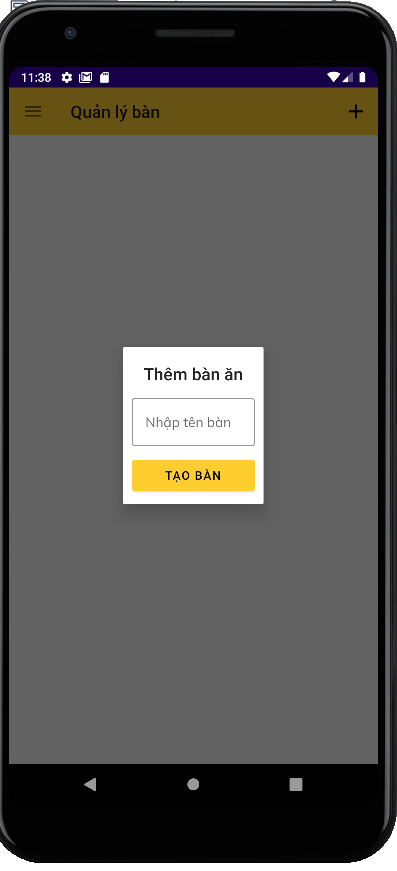 11:38
Quản lý bàn
Thêm bàn ăn
Nhập tên bàn
TẠO BÀN